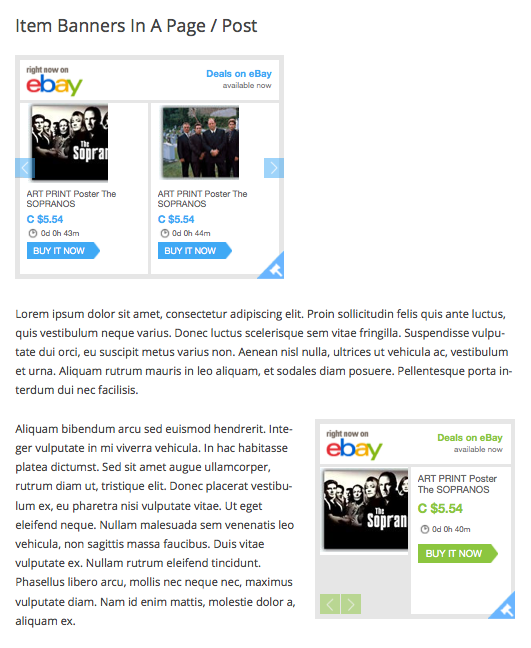 Item Banners In A Page / Post
right now on
ebay
Deals on eBay
available now
The
Sopran
ART PRINT Poster The
SOPRANOS
C $5.54
0d 0h 43m
BUY IT NOW
ART PRINT Poster The
SOPRANOS
C $5.54
0d 0h 44m
BUY IT NOW
Lorem ipsum dolor sit amet, consectetur adipiscing elit. Proin sollicitudin felis quis ante luctus,
quis vestibulum neque varius. Donec luctus scelerisque sem vitae fringilla. Suspendisse vulpu-
tate dui orci, eu suscipit metus varius non. Aenean nisl nulla, ultrices ut vehicula ac, vestibulum
et urna. Aliquam rutrum mauris in leo aliquam, et sodales diam posuere. Pellentesque porta in-
terdum dui nec facilisis.
Aliquam bibendum arcu sed euismod hendrerit. Inte-
ger vulputate in mi viverra vehicula. In hac habitasse
platea dictumst. Sed sit amet augue ullamcorper,
rutrum diam ut, tristique elit. Donec placerat vestibu-
lum ex, eu pharetra nisi vulputate vitae. Ut eget
eleifend neque. Nullam malesuada sem venenatis leo
vehicula, non sagittis massa faucibus. Duis vitae
vulputate ex. Nullam rutrum eleifend tincidunt.
Phasellus libero arcu, mollis nec neque nec, maximus
vulputate diam. Nam id enim mattis, molestie dolor a,
aliquam ex.
right now on
ebay
Deals on eBay
available now
The
Sopran
ART PRINT Poster
The SOPRANOS
C $5.54
0d 0h 40m
BUY IT NOW